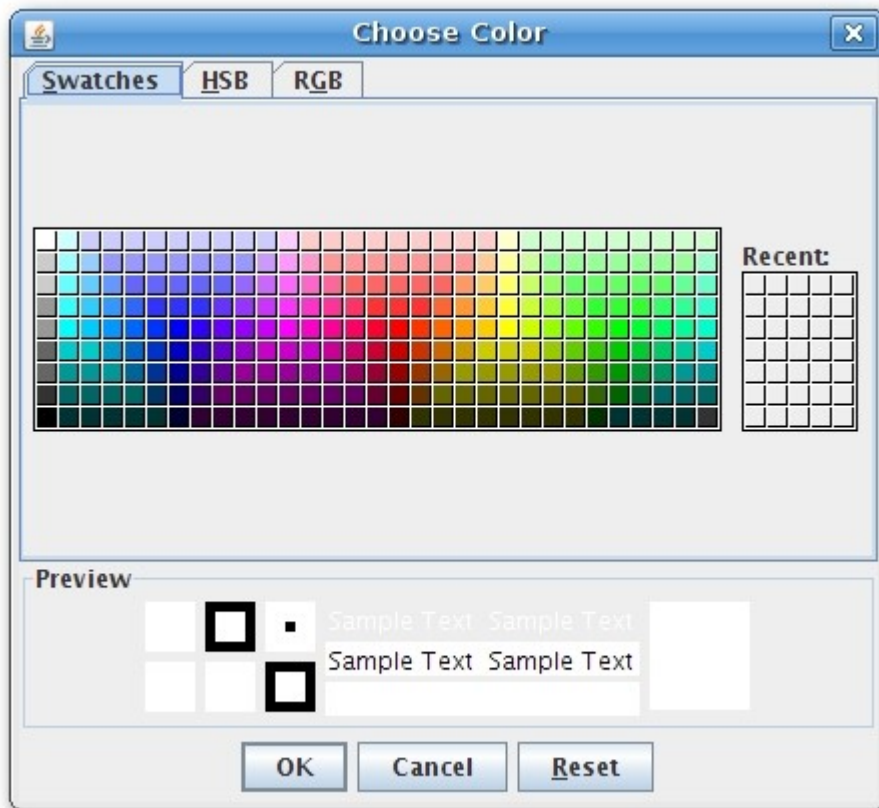 Choose Color
Swatches HSB RGB
Recent:
Preview
Sample Text Sample Text
Sample Text Sample Text
OK Cancel Reset